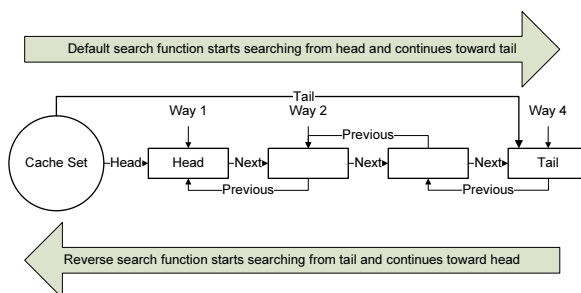 Default search function starts searching from head and continues toward tail
Tail
Way 1
Way 2
Way 4
Previous
Cache Set
Head
Head
Next
Next
Next
Tail
Previous
Previous
Reverse search function starts searching from tail and continues toward head